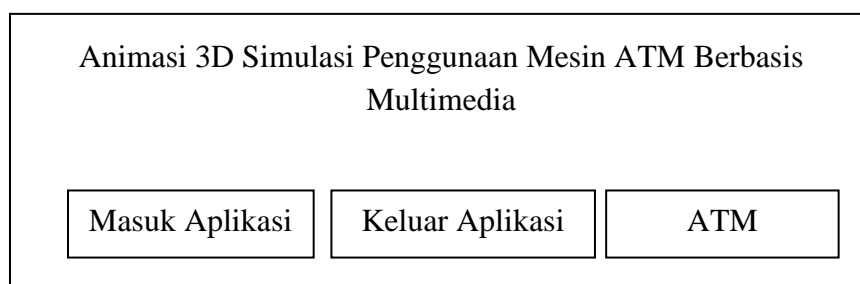 Animasi 3D Simulasi Penggunaan Mesin ATM Berbasis
Multimedia
Masuk Aplikasi
Keluar Aplikasi
ATM